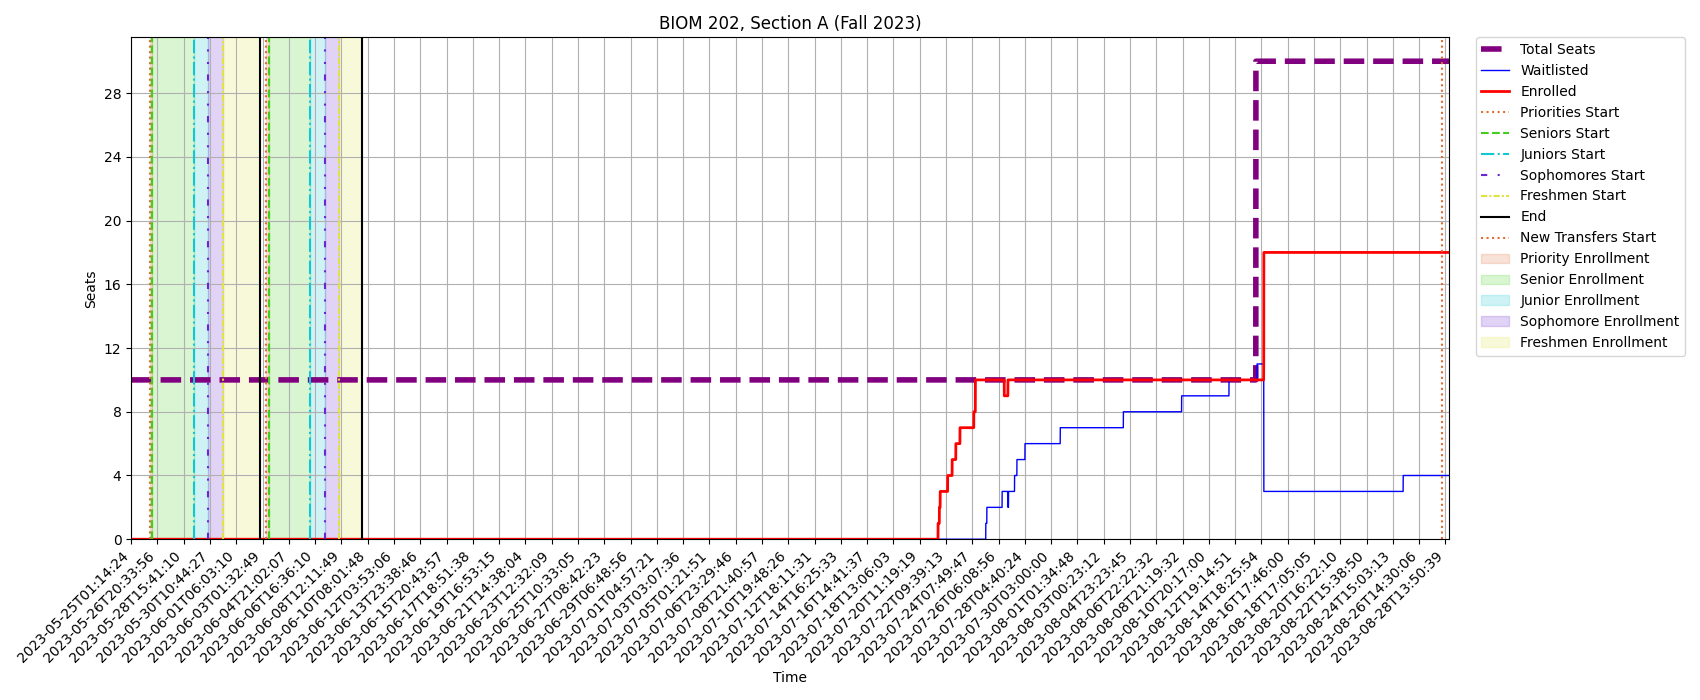 BIOM 202, Section A (Fall 2023)
Seats
28
24
20
16
12
8
4
0
2023-05-25T01:14:24
2023-05-26T20:33:56
2023-05-28T15:41:10
2023-05-30T10:44:27
2023-06-01T06:03:10
2023-06-03T01:32:49
2023-06-04T21:02:07
2023-06-06T16:36:10
2023-06-08T12:11:49
2023-06-10T08:01:48
2023-06-12T03:53:06
2023-06-13T23:38:46
2023-06-15T20:43:57
2023-06-17T18:51:38
2023-06-19T16:53:15
2023-06-21T14:38:04
2023-06-23T12:32:09
2023-06-25T10:33:05
2023-06-27T08:42:23
2023-06-29T06:48:56
2023-07-01T04:57:21
2023-07-03T03:07:36
2023-07-05T01:21:51
2023-07-06T23:29:46
2023-07-08T21:40:57
2023-07-10T19:48:26
2023-07-12T18:11:31
2023-07-14T16:25:33
2023-07-16T14:41:37
2023-07-18T13:06:03
2023-07-20T11:19:19
2023-07-22T09:39:13
2023-07-24T07:49:47
2023-07-26T06:08:56
2023-07-28T04:40:24
2023-07-30T03:00:00
2023-08-01T01:34:48
2023-08-03T00:23:12
2023-08-04T23:23:45
2023-08-06T22:22:32
2023-08-08T21:19:32
2023-08-10T20:17:00
2023-08-12T19:14:51
2023-08-14T18:25:54
2023-08-16T17:46:00
2023-08-18T17:05:05
2023-08-20T16:22:10
2023-08-22T15:38:50
2023-08-24T15:03:13
2023-08-26T14:30:06
2023-08-28T13:50:39
Time
Total Seats
Waitlisted
Enrolled
Priorities Start
Seniors Start
Juniors Start
Sophomores Start
Freshmen Start
End
New Transfers Start
Priority Enrollment
Senior Enrollment
Junior Enrollment
Sophomore Enrollment
Freshmen Enrollment